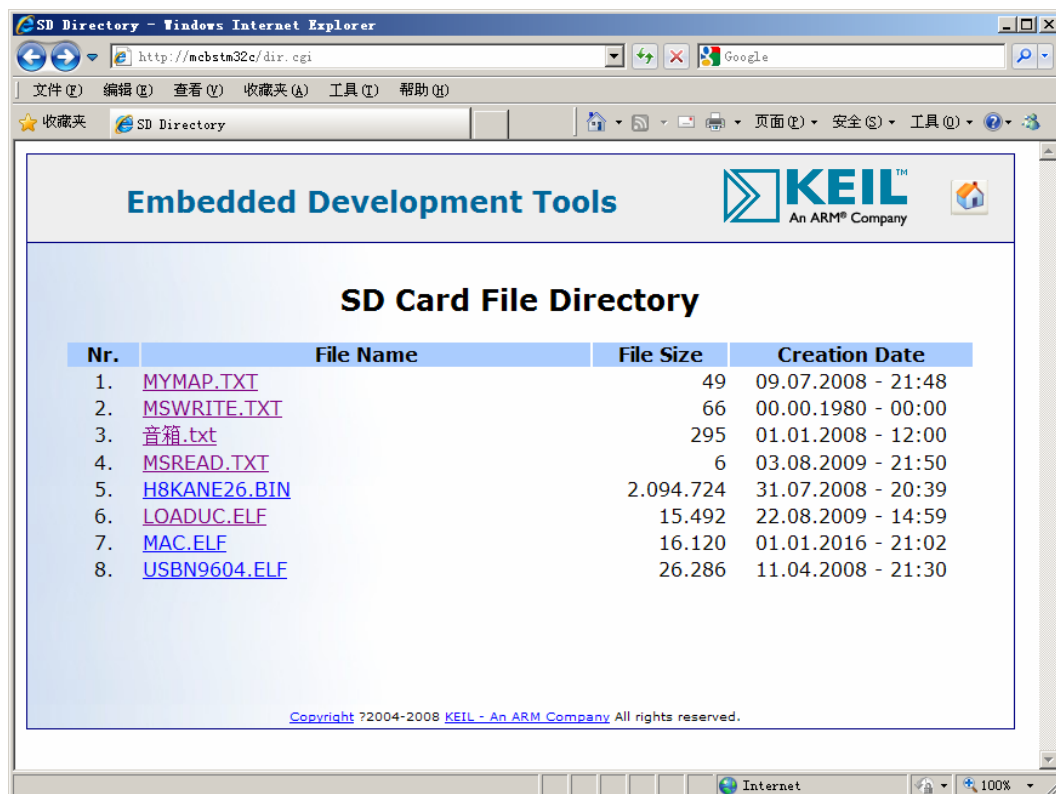 SD Directory - Windows Internet Explorer
http://mcbstm32c/dir.cgi
Google
文件(F) 编辑(E) 查看(V) 收藏夹(A) 工具(T) 帮助(H)
收藏夹 SD Directory 页面(P) 安全(S) 工具(O)
Embedded Development Tools
KEIL™
An ARM® Company
SD Card File Directory
Nr. File Name File Size Creation Date
1. MYMAP.TXT 49 09.07.2008 - 21:48
2. MSWRITE.TXT 66 00.00.1980 - 00:00
3. 音箱.txt 295 01.01.2008 - 12:00
4. MSREAD.TXT 6 03.08.2009 - 21:50
5. H8KANE26.BIN 2.094.724 31.07.2008 - 20:39
6. LOADUC.ELF 15.492 22.08.2009 - 14:59
7. MAC.ELF 16.120 01.01.2016 - 21:02
8. USBN9604.ELF 26.286 11.04.2008 - 21:30
Copyright ?2004-2008 KEIL - An ARM Company All rights reserved.
Internet 100%